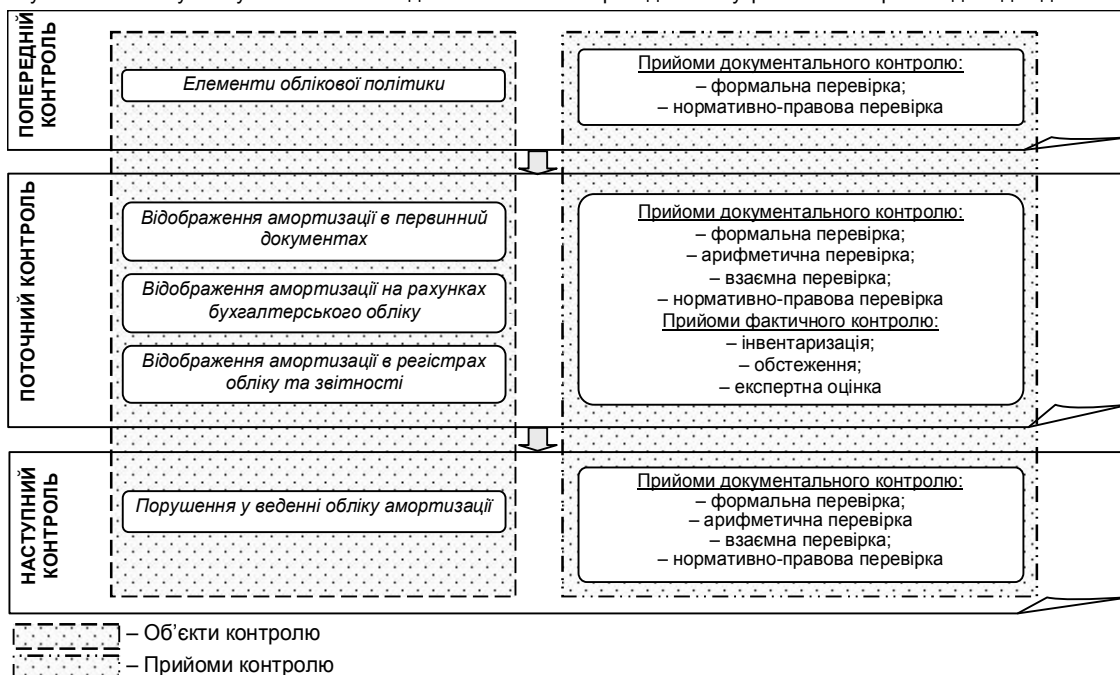 ПОПЕРЕДНІЙ
КОНТРОЛЬ
Елементи облікової політики
Прийоми документального контролю:
– формальна перевірка;
– нормативно-правова перевірка
ПОТОЧНИЙ КОНТРОЛЬ
Відображення амортизації в первинний
документах
Відображення амортизації на рахунках
бухгалтерського обліку
Відображення амортизації в регістрах
обліку та звітності
Прийоми документального контролю:
– формальна перевірка;
– арифметична перевірка;
– взаємна перевірка;
– нормативно-правова перевірка
Прийоми фактичного контролю:
– інвентаризація;
– обстеження;
– експертна оцінка
НАСТУПНИЙ
КОНТРОЛЬ
Порушення у веденні обліку амортизації
Прийоми документального контролю:
– формальна перевірка;
– арифметична перевірка
– взаємна перевірка;
– нормативно-правова перевірка
– Об’єкти контролю
– Прийоми контролю